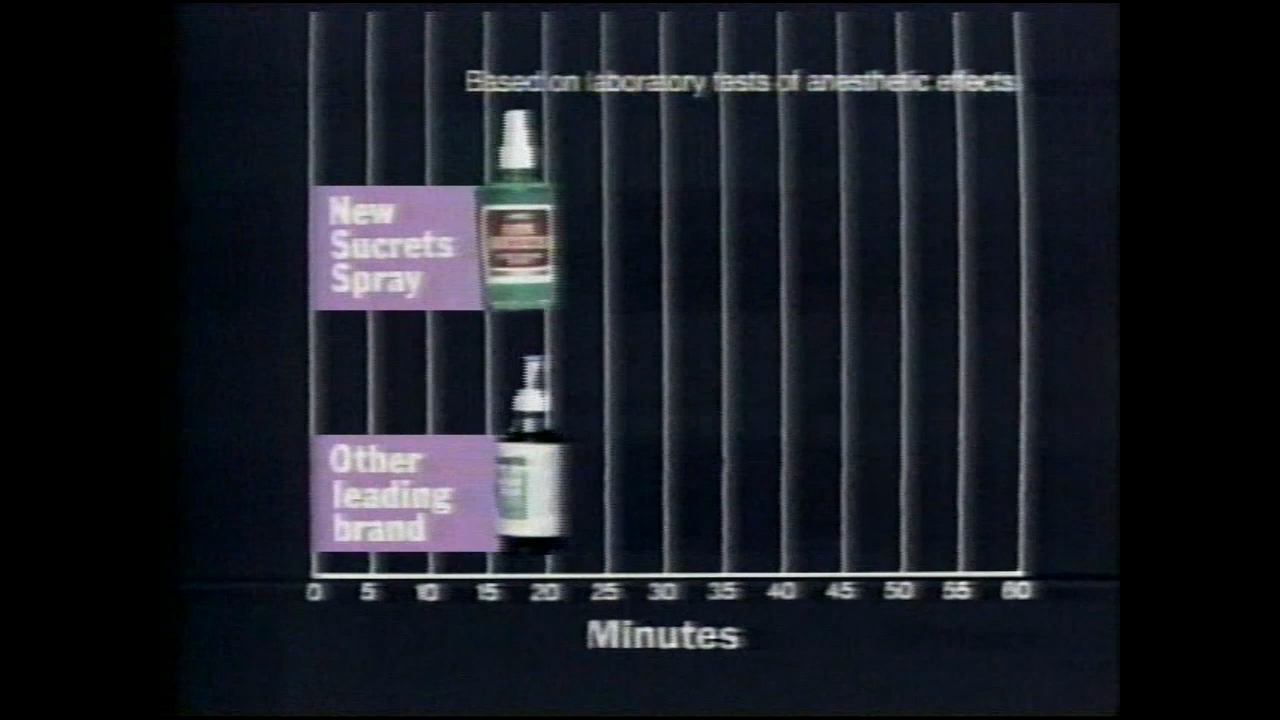 Based on laboratory tests of anesthetic effects.
New
Sucrets
Spray
Other
leading
brand
0 5 10 15 20 25 30 35 40 45 50 55 60
Minutes